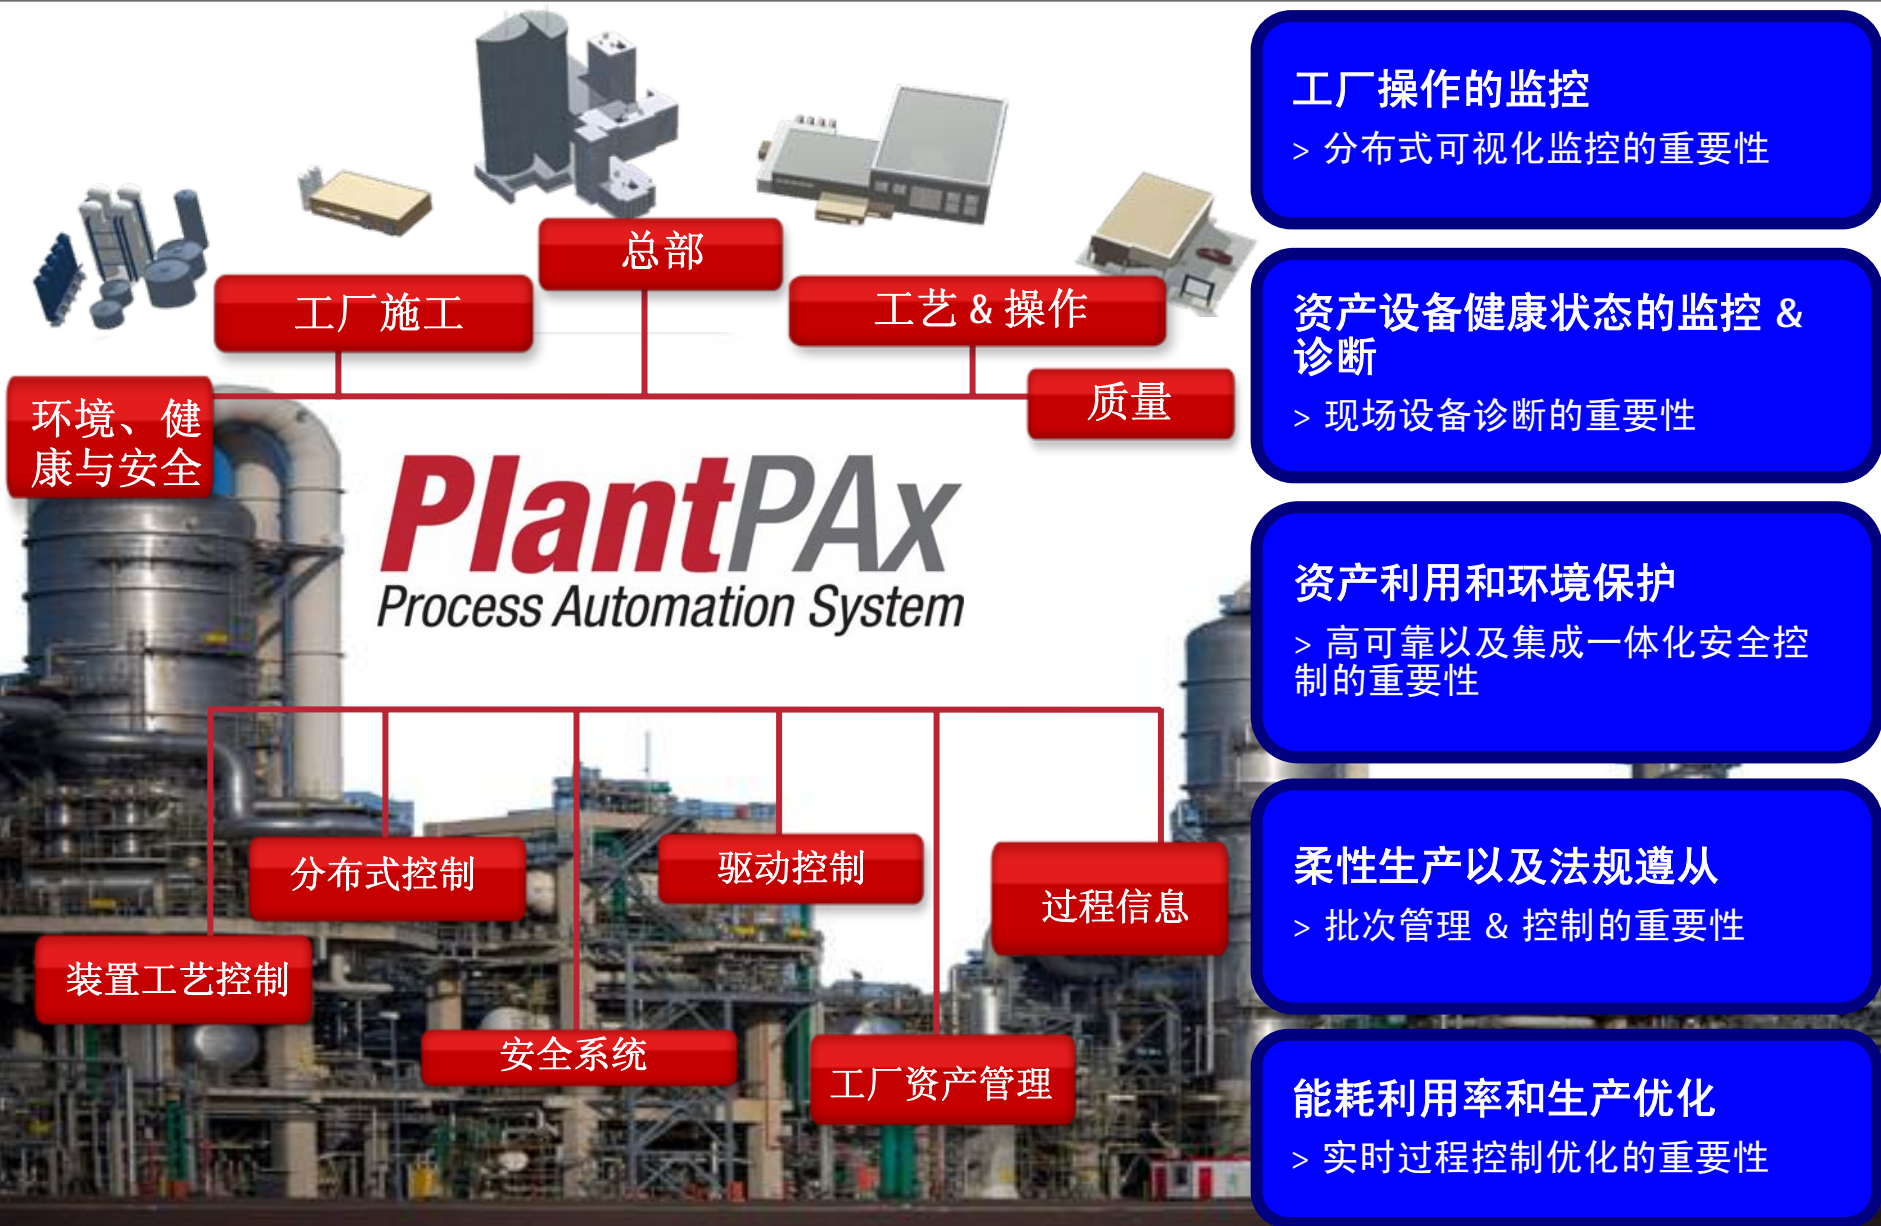 总部
工厂施工
工艺 & 操作
环境、健
康与安全
质量
PlantPAx
Process Automation System
分布式控制
驱动控制
过程信息
装置工艺控制
安全系统
工厂资产管理
工厂操作的监控
> 分布式可视化监控的重要性
资产设备健康状态的监控 &
诊断
> 现场设备诊断的重要性
资产利用和环境保护
> 高可靠以及集成一体化安全控
制的重要性
柔性生产以及法规遵从
> 批次管理 & 控制的重要性
能耗利用率和生产优化
> 实时过程控制优化的重要性